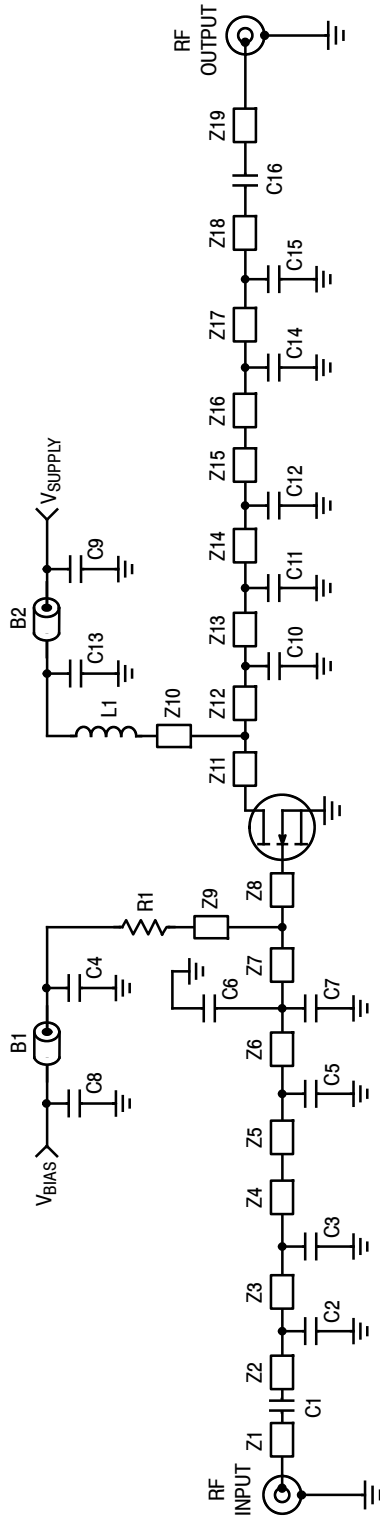 RF
INPUT
Z1
C1
Z2
C2
Z3
C3
Z4
Z5
C5
Z6
C6
C7
Z7
Z8
Z9
R1
V_BIAS
C8
B1
C4
Z11
Z10
L1
C13
B2
C9
V_SUPPLY
Z12
C10
Z13
C11
Z14
C12
Z15
Z16
C14
Z17
C15
Z18
C16
Z19
RF
OUTPUT